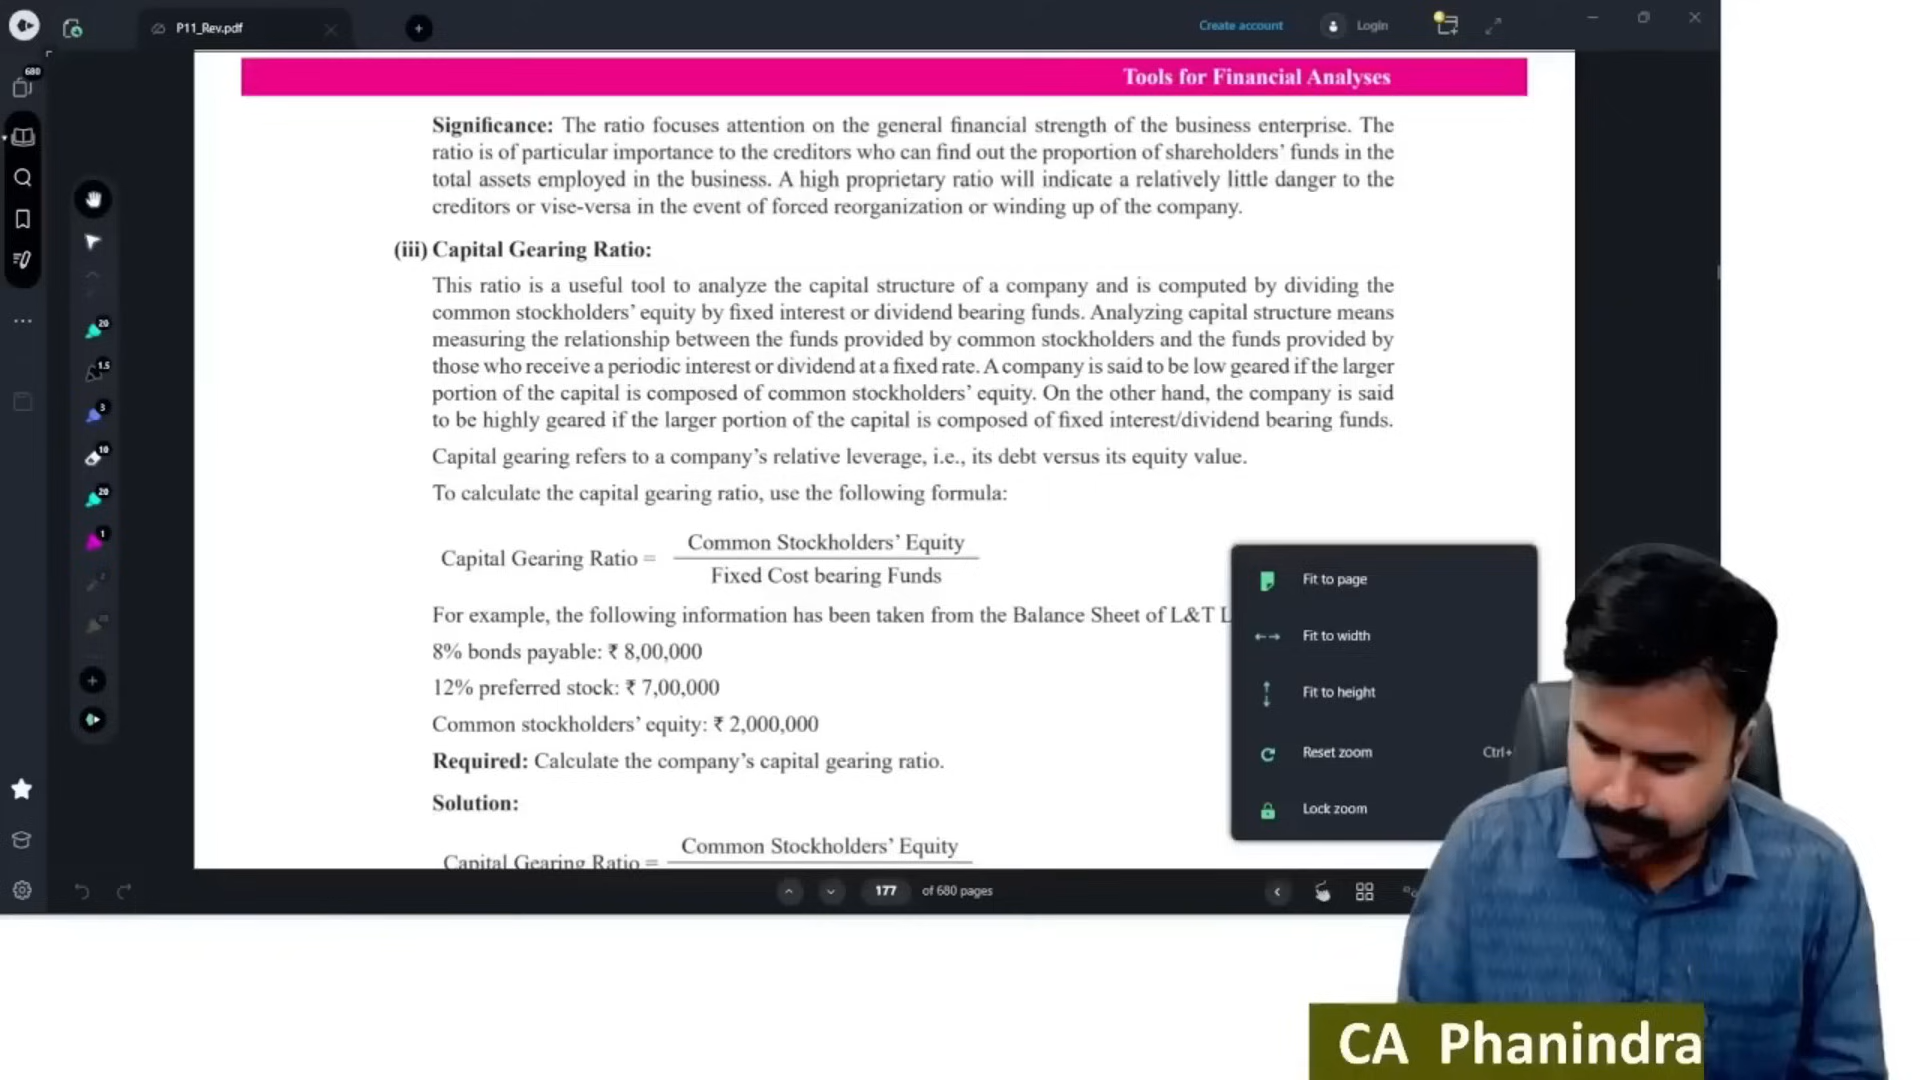 P11_Rev.pdf
Create account
Login
680
Tools for Financial Analyses
Significance: The ratio focuses attention on the general financial strength of the business enterprise. The
ratio is of particular importance to the creditors who can find out the proportion of shareholders' funds in the
total assets employed in the business. A high proprietary ratio will indicate a relatively little danger to the
creditors or vise-versa in the event of forced reorganization or winding up of the company.
(iii) Capital Gearing Ratio:
This ratio is a useful tool to analyze the capital structure of a company and is computed by dividing the
common stockholders' equity by fixed interest or dividend bearing funds. Analyzing capital structure means
measuring the relationship between the funds provided by common stockholders and the funds provided by
those who receive a periodic interest or dividend at a fixed rate. A company is said to be low geared if the larger
portion of the capital is composed of common stockholders' equity. On the other hand, the company is said
to be highly geared if the larger portion of the capital is composed of fixed interest/dividend bearing funds.
Capital gearing refers to a company's relative leverage, i.e., its debt versus its equity value.
To calculate the capital gearing ratio, use the following formula:
Common Stockholders' Equity
Capital Gearing Ratio =
Fixed Cost bearing Funds
For example, the following information has been taken from the Balance Sheet of L&T L
8% bonds payable: ₹ 8,00,000
12% preferred stock: ₹ 7,00,000
Common stockholders' equity: ₹ 2,000,000
Required: Calculate the company's capital gearing ratio.
Solution:
Common Stockholders' Equity
Capital Gearing Ratio =
20
1.5
3
10
20
1
Fit to page
Fit to width
Fit to height
Reset zoom Ctrl+
Lock zoom
177 of 680 pages
CA Phanindra